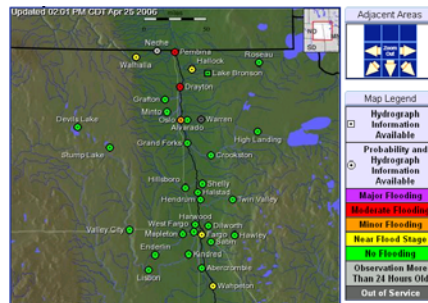 Updated 02:01 PM CDT Apr 25 2006
ND
SD
Neche
Pembina
Walhalla
Hallock
Roseau
Lake Bronson
Drayton
Grafton
Minto
Oslo
Warren
Alvarado
Devils Lake
Grand Forks
High Landing
Stump Lake
Crookston
Hillsboro
Shelly
Halstad
Hendrum
Twin Valley
Harwood
West Fargo
Dilworth
Valley City
Mapleton
Fargo
Hawley
Sabin
Enderlin
Kindred
Lisbon
Abercrombie
Wahpeton
Adjacent Areas
Zoom
Out
Map Legend
Hydrograph
Information
Available
Probability and
Hydrograph
Information
Available
Major Flooding
Moderate Flooding
Minor Flooding
Near Flood Stage
No Flooding
Observation More
Than 24 Hours Old
Out of Service